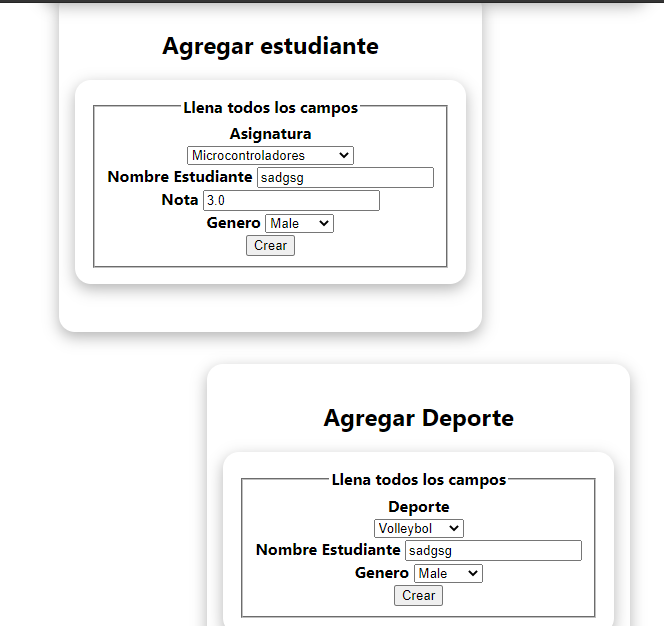 Agregar estudiante
Llena todos los campos
Asignatura
Microcontroladores
Nombre Estudiante sadgsg
Nota 3.0
Genero Male
Crear
Agregar Deporte
Llena todos los campos
Deporte
Volleybol
Nombre Estudiante sadgsg
Genero Male
Crear